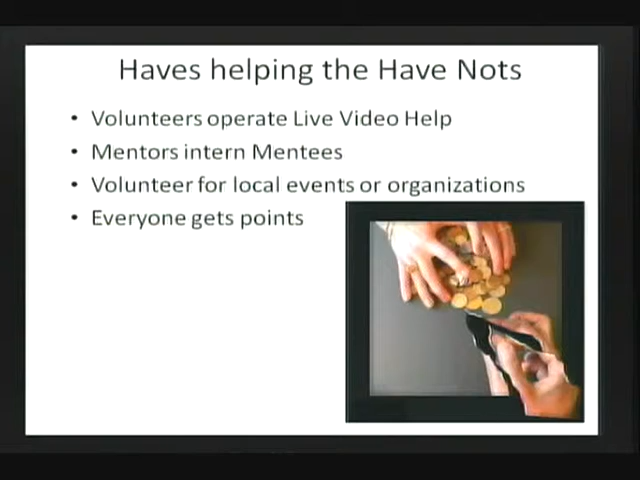 Haves helping the Have Nots
• Volunteers operate Live Video Help
• Mentors intern Mentees
• Volunteer for local events or organizations
• Everyone gets points